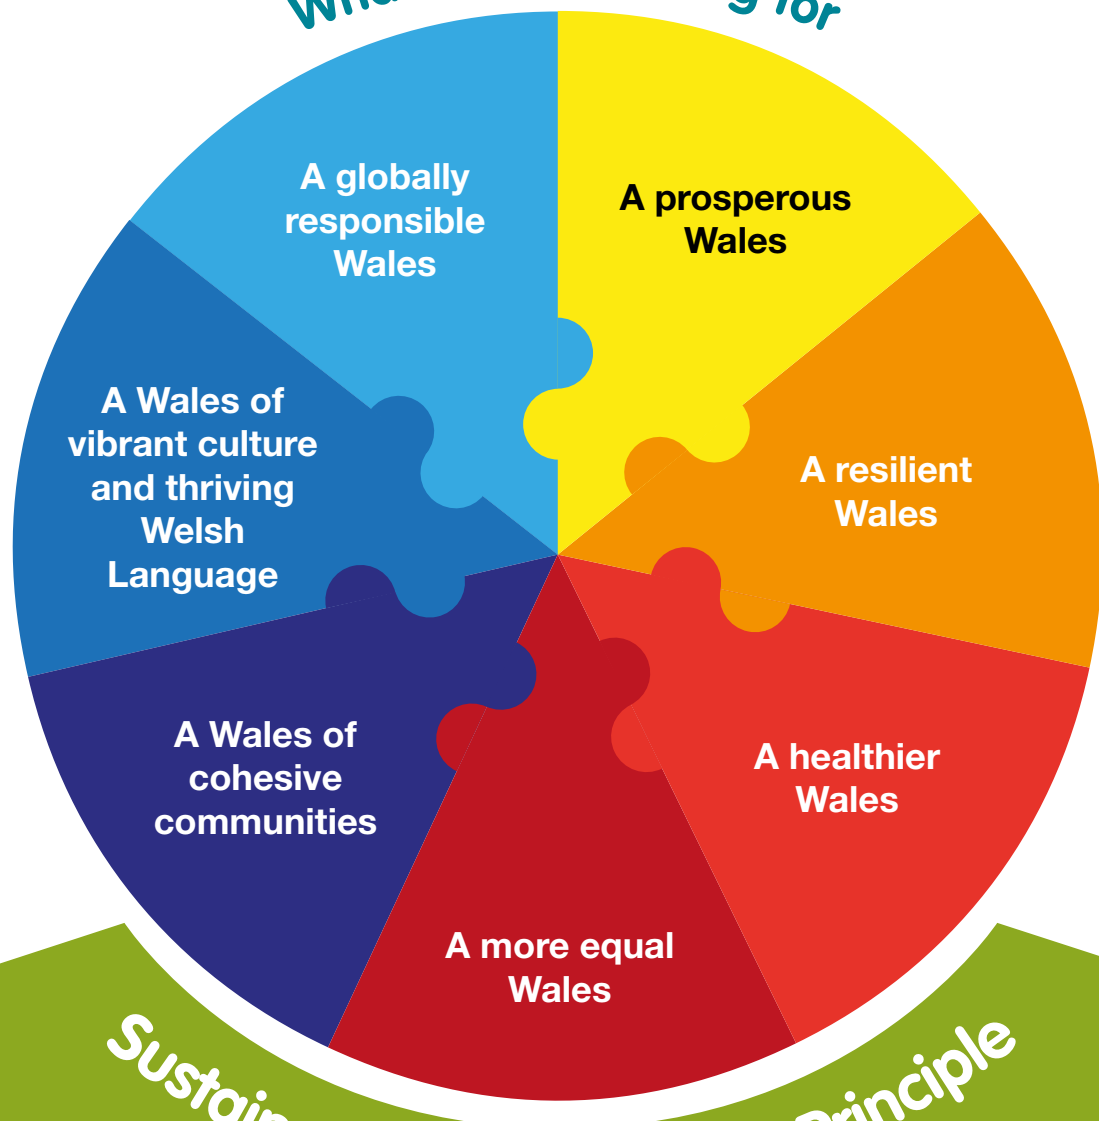 for
A globally
responsible
Wales
A prosperous
Wales
A Wales of
vibrant culture
and thriving
Welsh
Language
A resilient
Wales
A Wales of
cohesive
communities
A healthier
Wales
A more equal
Wales
Principle